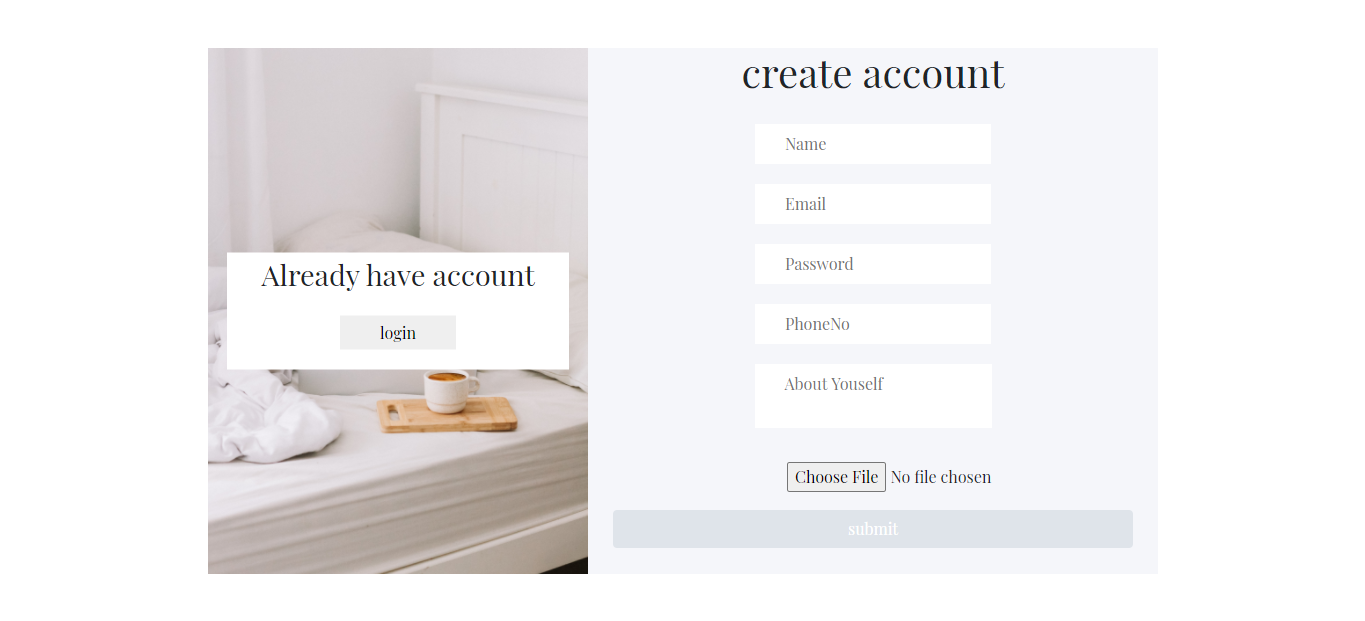 create account
Name
Email
Password
PhoneNo
About Youself
Choose File No file chosen
submit
Already have account
login